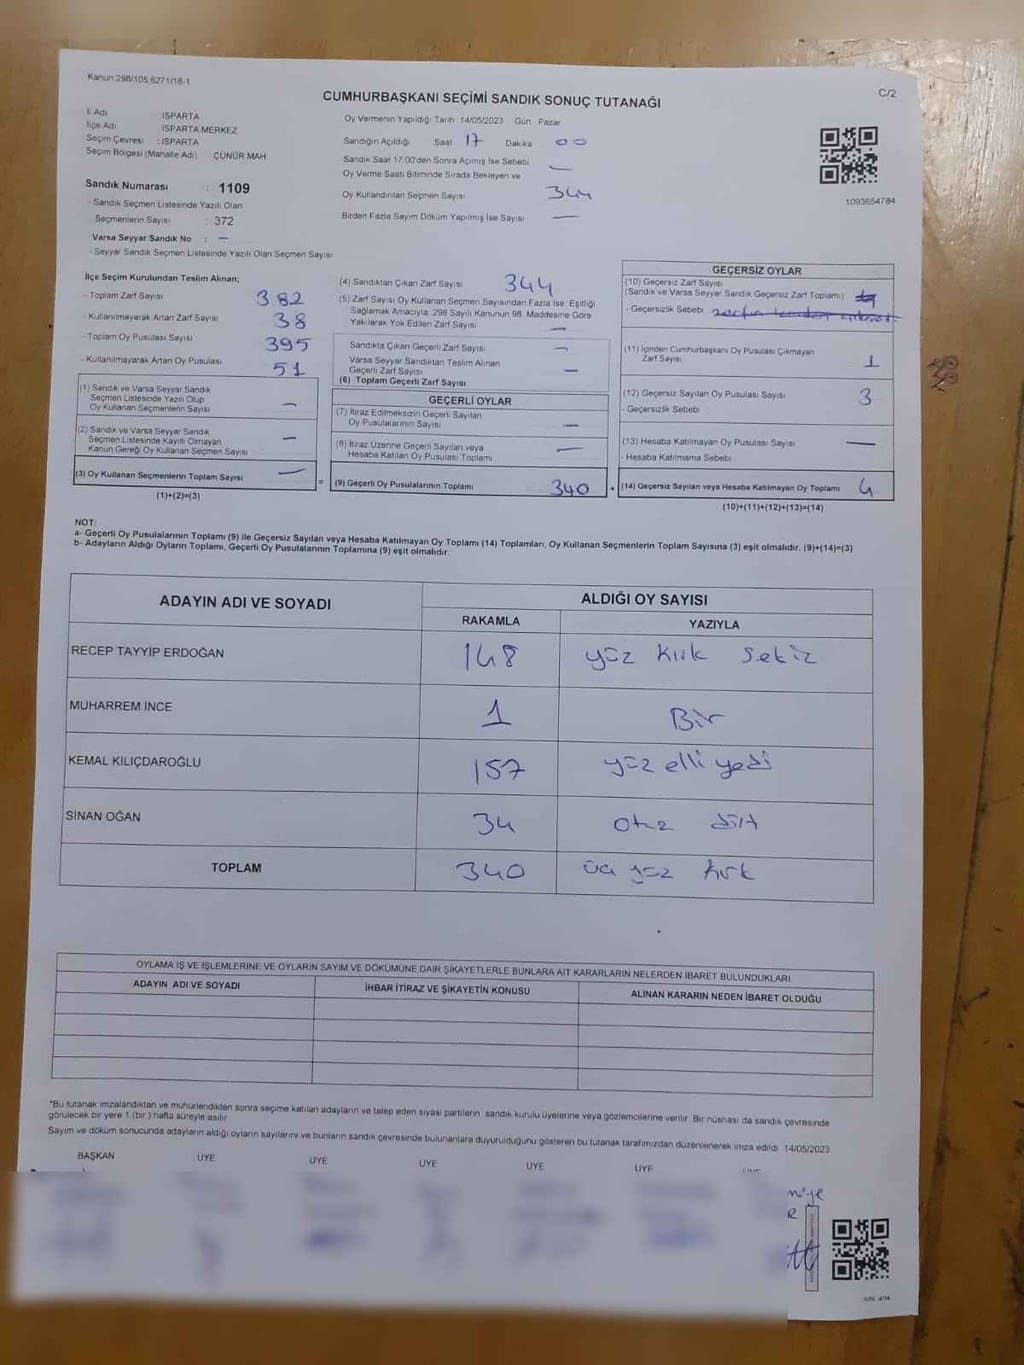 Kanun:298/105,6271/18-1
C/2
CUMHURBAŞKANI SEÇİMİ SANDIK SONUÇ TUTANAĞI
İl Adı : ISPARTA
İlçe Adı : ISPARTA MERKEZ
Seçim Çevresi : ISPARTA
Seçim Bölgesi (Mahalle Adı) ÇÜNÜR MAH
Sandık Numarası : 1109
- Sandık Seçmen Listesinde Yazılı Olan
Seçmenlerin Sayısı : 372
Varsa Seyyar Sandık No : -
- Seyyar Sandık Seçmen Listesinde Yazılı Olan Seçmen Sayısı
Oy Vermenin Yapıldığı Tarih: 14/05/2023 Gün Pazar
Sandığın Açıldığı Saat 17 Dakika 00
Sandık Saat 17:00'den Sonra Açımış İse Sebebi -
Oy Verme Saati Bitiminde Sırada Bekleyen ve
Oy Kullandırılan Seçmen Sayısı 344
Birden Fazla Sayım Döküm Yapılmış İse Sayısı -
1093654784
İlçe Seçim Kurulundan Teslim Alınan;
- Toplam Zarf Sayısı 382
- Kullanılmayarak Artan Zarf Sayısı 38
- Toplam Oy Pusulası Sayısı 395
- Kullanılmayarak Artan Oy Pusulası 51
(1) Sandık ve Varsa Seyyar Sandık
Seçmen Listesinde Yazılı Olup
Oy Kullanan Seçmenlerin Sayısı -
(2) Sandık ve Varsa Seyyar Sandık
Seçmen Listesinde Kayıtlı Olmayan
Kanun Gereği Oy Kullanan Seçmen Sayısı -
(3) Oy Kullanan Seçmenlerin Toplam Sayısı -
(1)+(2)=(3)
=
(4) Sandıktan Çıkan Zarf Sayısı 344
(5) Zarf Sayısı Oy Kullanan Seçmen Sayısından Fazla İse; Eşitliği
Sağlamak Amacıyla; 298 Sayılı Kanunun 98. Maddesine Göre
Yakılarak Yok Edilen Zarf Sayısı -
Sandıkta Çıkan Geçerli Zarf Sayısı -
Varsa Seyyar Sandıktan Teslim Alınan
Geçerli Zarf Sayısı -
(6) Toplam Geçerli Zarf Sayısı
GEÇERLİ OYLAR
(7) İtiraz Edilmeksizin Geçerli Sayılan
Oy Pusulalarının Sayısı -
(8) İtiraz Üzerine Geçerli Sayılan veya
Hesaba Katılan Oy Pusulası Toplamı -
(9) Geçerli Oy Pusulalarının Toplamı 340
+
GEÇERSİZ OYLAR
(10) Geçersiz Zarf Sayısı
(Sandık ve Varsa Seyyar Sandık Geçersiz Zarf Toplamı)
- Geçersizlik Sebebi
(11) İçinden Cumhurbaşkanı Oy Pusulası Çıkmayan
Zarf Sayısı 1
(12) Geçersiz Sayılan Oy Pusulası Sayısı 3
- Geçersizlik Sebebi
(13) Hesaba Katılmayan Oy Pusulası Sayısı -
- Hesaba Katılmama Sebebi
(14) Geçersiz Sayılan veya Hesaba Katılmayan Oy Toplamı 4
(10)+(11)+(12)+(13)=(14)
NOT:
a- Geçerli Oy Pusulalarının Toplamı (9) ile Geçersiz Sayılan veya Hesaba Katılmayan Oy Toplamı (14) Toplamları, Oy Kullanan Seçmenlerin Toplam Sayısına (3) eşit olmalıdır. (9)+(14)=(3)
b- Adayların Aldığı Oyların Toplamı, Geçerli Oy Pusulalarının Toplamına (9) eşit olmalıdır.
ADAYIN ADI VE SOYADI ALDIĞI OY SAYISI
RAKAMLA YAZIYLA
RECEP TAYYİP ERDOĞAN 148 yüz kırk sekiz
MUHARREM İNCE 1 Bir
KEMAL KILIÇDAROĞLU 157 yüz elli yedi
SİNAN OĞAN 34 otuz dört
TOPLAM 340 üç yüz kırk
OYLAMA İŞ VE İŞLEMLERİNE VE OYLARIN SAYIM VE DÖKÜMÜNE DAİR ŞİKAYETLERLE BUNLARA AİT KARARLARIN NELERDEN İBARET BULUNDUKLARI
ADAYIN ADI VE SOYADI İHBAR İTİRAZ VE ŞİKAYETİN KONUSU ALINAN KARARIN NEDEN İBARET OLDUĞU
*Bu tutanak imzalandıktan ve mühürlendikten sonra seçime katılan adayların ve talep eden siyasi partilerin sandık kurulu üyelerine veya gözlemcilerine verilir. Bir nüshası da sandık çevresinde
görülecek bir yere 1 (bir ) hafta süreyle asılır.
Sayım ve döküm sonucunda adayların aldığı oyların sayılarını ve bunların sandık çevresinde bulunanlara duyurulduğunu gösteren bu tutanak tarafımızdan düzenlenerek imza edildi. 14/05/2023
BAŞKAN ÜYE ÜYE ÜYE ÜYE ÜYE